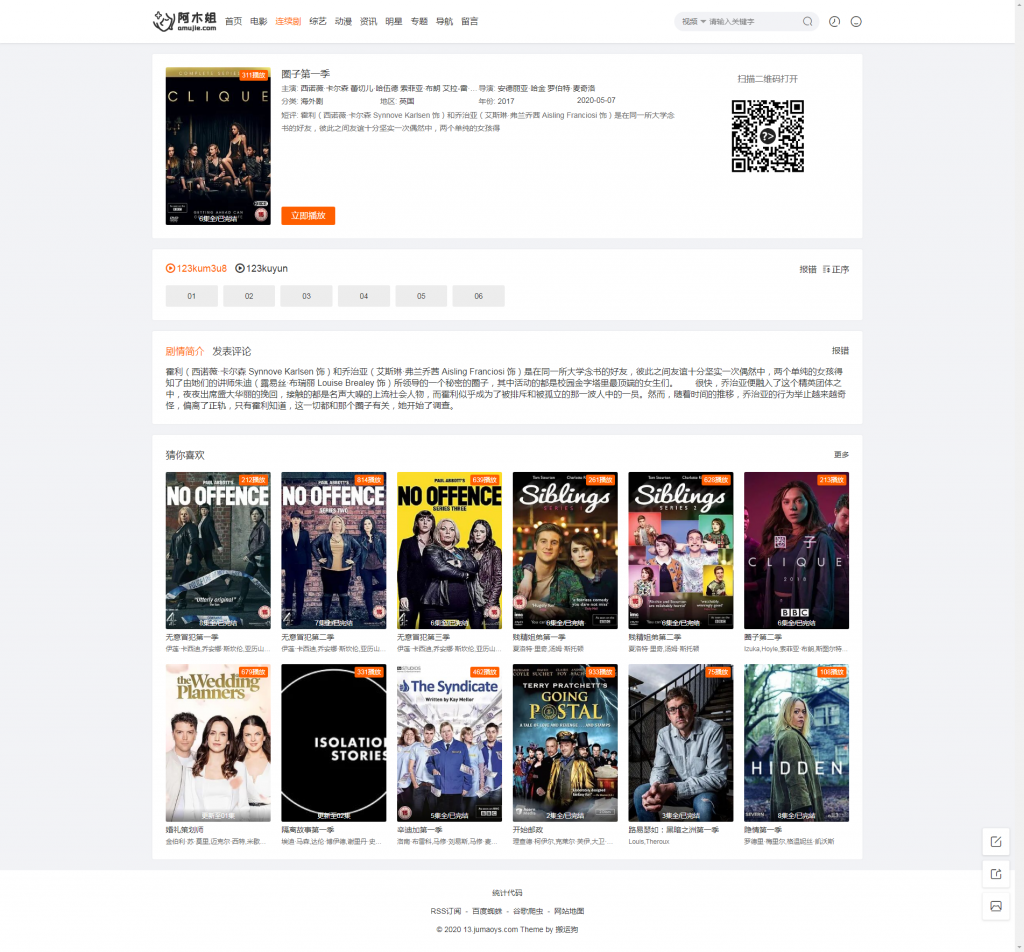 阿木姐
amujie.com
首页 电影 连续剧 综艺 动漫 资讯 明星 专题 导航 留言
视频 请输入关键字
COMPLETE SERIES
311播放
CLIQUE
6集全/已完结
圈子第一季
主演: 西诺薇·卡尔森 蕾切儿·哈伍德 索菲亚·布朗 艾拉·雷·... 导演: 安德丽亚·哈金 罗伯特·麦奇洛
分类: 海外剧 地区: 英国 年份: 2017 2020-05-07
短评: 霍利（西诺薇·卡尔森 Synnove Karlsen 饰）和乔治亚（艾斯琳·弗兰乔茜 Aisling Franciosi 饰）是在同一所大学念
书的好友，彼此之间友谊十分坚实一次偶然中，两个单纯的女孩得
立即播放
扫描二维码打开
123kum3u8 123kuyun
报错 正序
01 02 03 04 05 06
剧情简介 发表评论
报错
霍利（西诺薇·卡尔森 Synnove Karlsen 饰）和乔治亚（艾斯琳·弗兰乔茜 Aisling Franciosi 饰）是在同一所大学念书的好友，彼此之间友谊十分坚实一次偶然中，两个单纯的女孩得
知了由她们的讲师朱迪（露易丝·布瑞丽 Louise Brealey 饰）所领导的一个秘密的圈子，其中活动的都是校园金字塔里最顶端的女生们。 很快，乔治亚便融入了这个精英团体之
中，夜夜出席盛大华丽的晚回，接触的都是名声大噪的上流社会人物，而霍利似乎成为了被排斥和被孤立的那一波人中的一员。然而，随着时间的推移，乔治亚的行为举止越来越奇
怪，偏离了正轨，只有霍利知道，这一切都和那个圈子有关，她开始了调查。
猜你喜欢
更多
212播放 814播放 639播放 261播放 626播放 213播放
PAUL ABBOTT'S
NO OFFENCE
"Utterly original"
PAUL ABBOTT'S
NO OFFENCE
SERIES TWO
PAUL ABBOTT'S
NO OFFENCE
SERIES THREE
Siblings
SERIES 1
Siblings
SERIES 2
圈 子
CLIQUE
2018
BBC
8集全/已完结 7集全/已完结 6集全/已完结 6集全/已完结 6集全/已完结 6集全/已完结
无意冒犯第一季 无意冒犯第二季 无意冒犯第三季 贱精姐弟第一季 贱精姐弟第二季 圈子第二季
伊莲·卡西迪,乔安娜·斯坎伦,亚历山... 伊莲·卡西迪,乔安娜·斯坎伦,亚历山... 伊莲·卡西迪,乔安娜·斯坎伦,亚历山... 夏洛特·里奇,汤姆·斯托顿 夏洛特·里奇,汤姆·斯托顿 Izuka,Hoyle,索菲亚·布朗,斯图尔特...
679播放 331播放 462播放 933播放 75播放 108播放
the Wedding
Planners
ISOLATION
STORIES
The Syndicate
Written by Kay Mellor
BBC
TERRY PRATCHETT'S
GOING
POSTAL
HIDDEN
更新至01集 更新至02集 5集全/已完结 2集全/已完结 3集全/已完结 8集全/已完结
婚礼策划师 隔离故事第一季 辛迪加第一季 开始邮政 路易瑟如：黑暗之洲第一季 隐情第一季
金伯利·苏·莫里,迈克尔·西特,米歇... 埃迪·马森,达伦·博伊德,谢里丹·史... 洛南·布雷特,马修·刘易斯,马修·麦... 理查德·柯伊尔,克莱尔·芙伊,大卫·... Louis,Theroux 罗德里·梅里尔,格温妮丝·凯沃斯
统计代码
RSS订阅 - 百度蜘蛛 - 谷歌爬虫 - 网站地图
© 2020 13.jumaoys.com Theme by 搬运狗